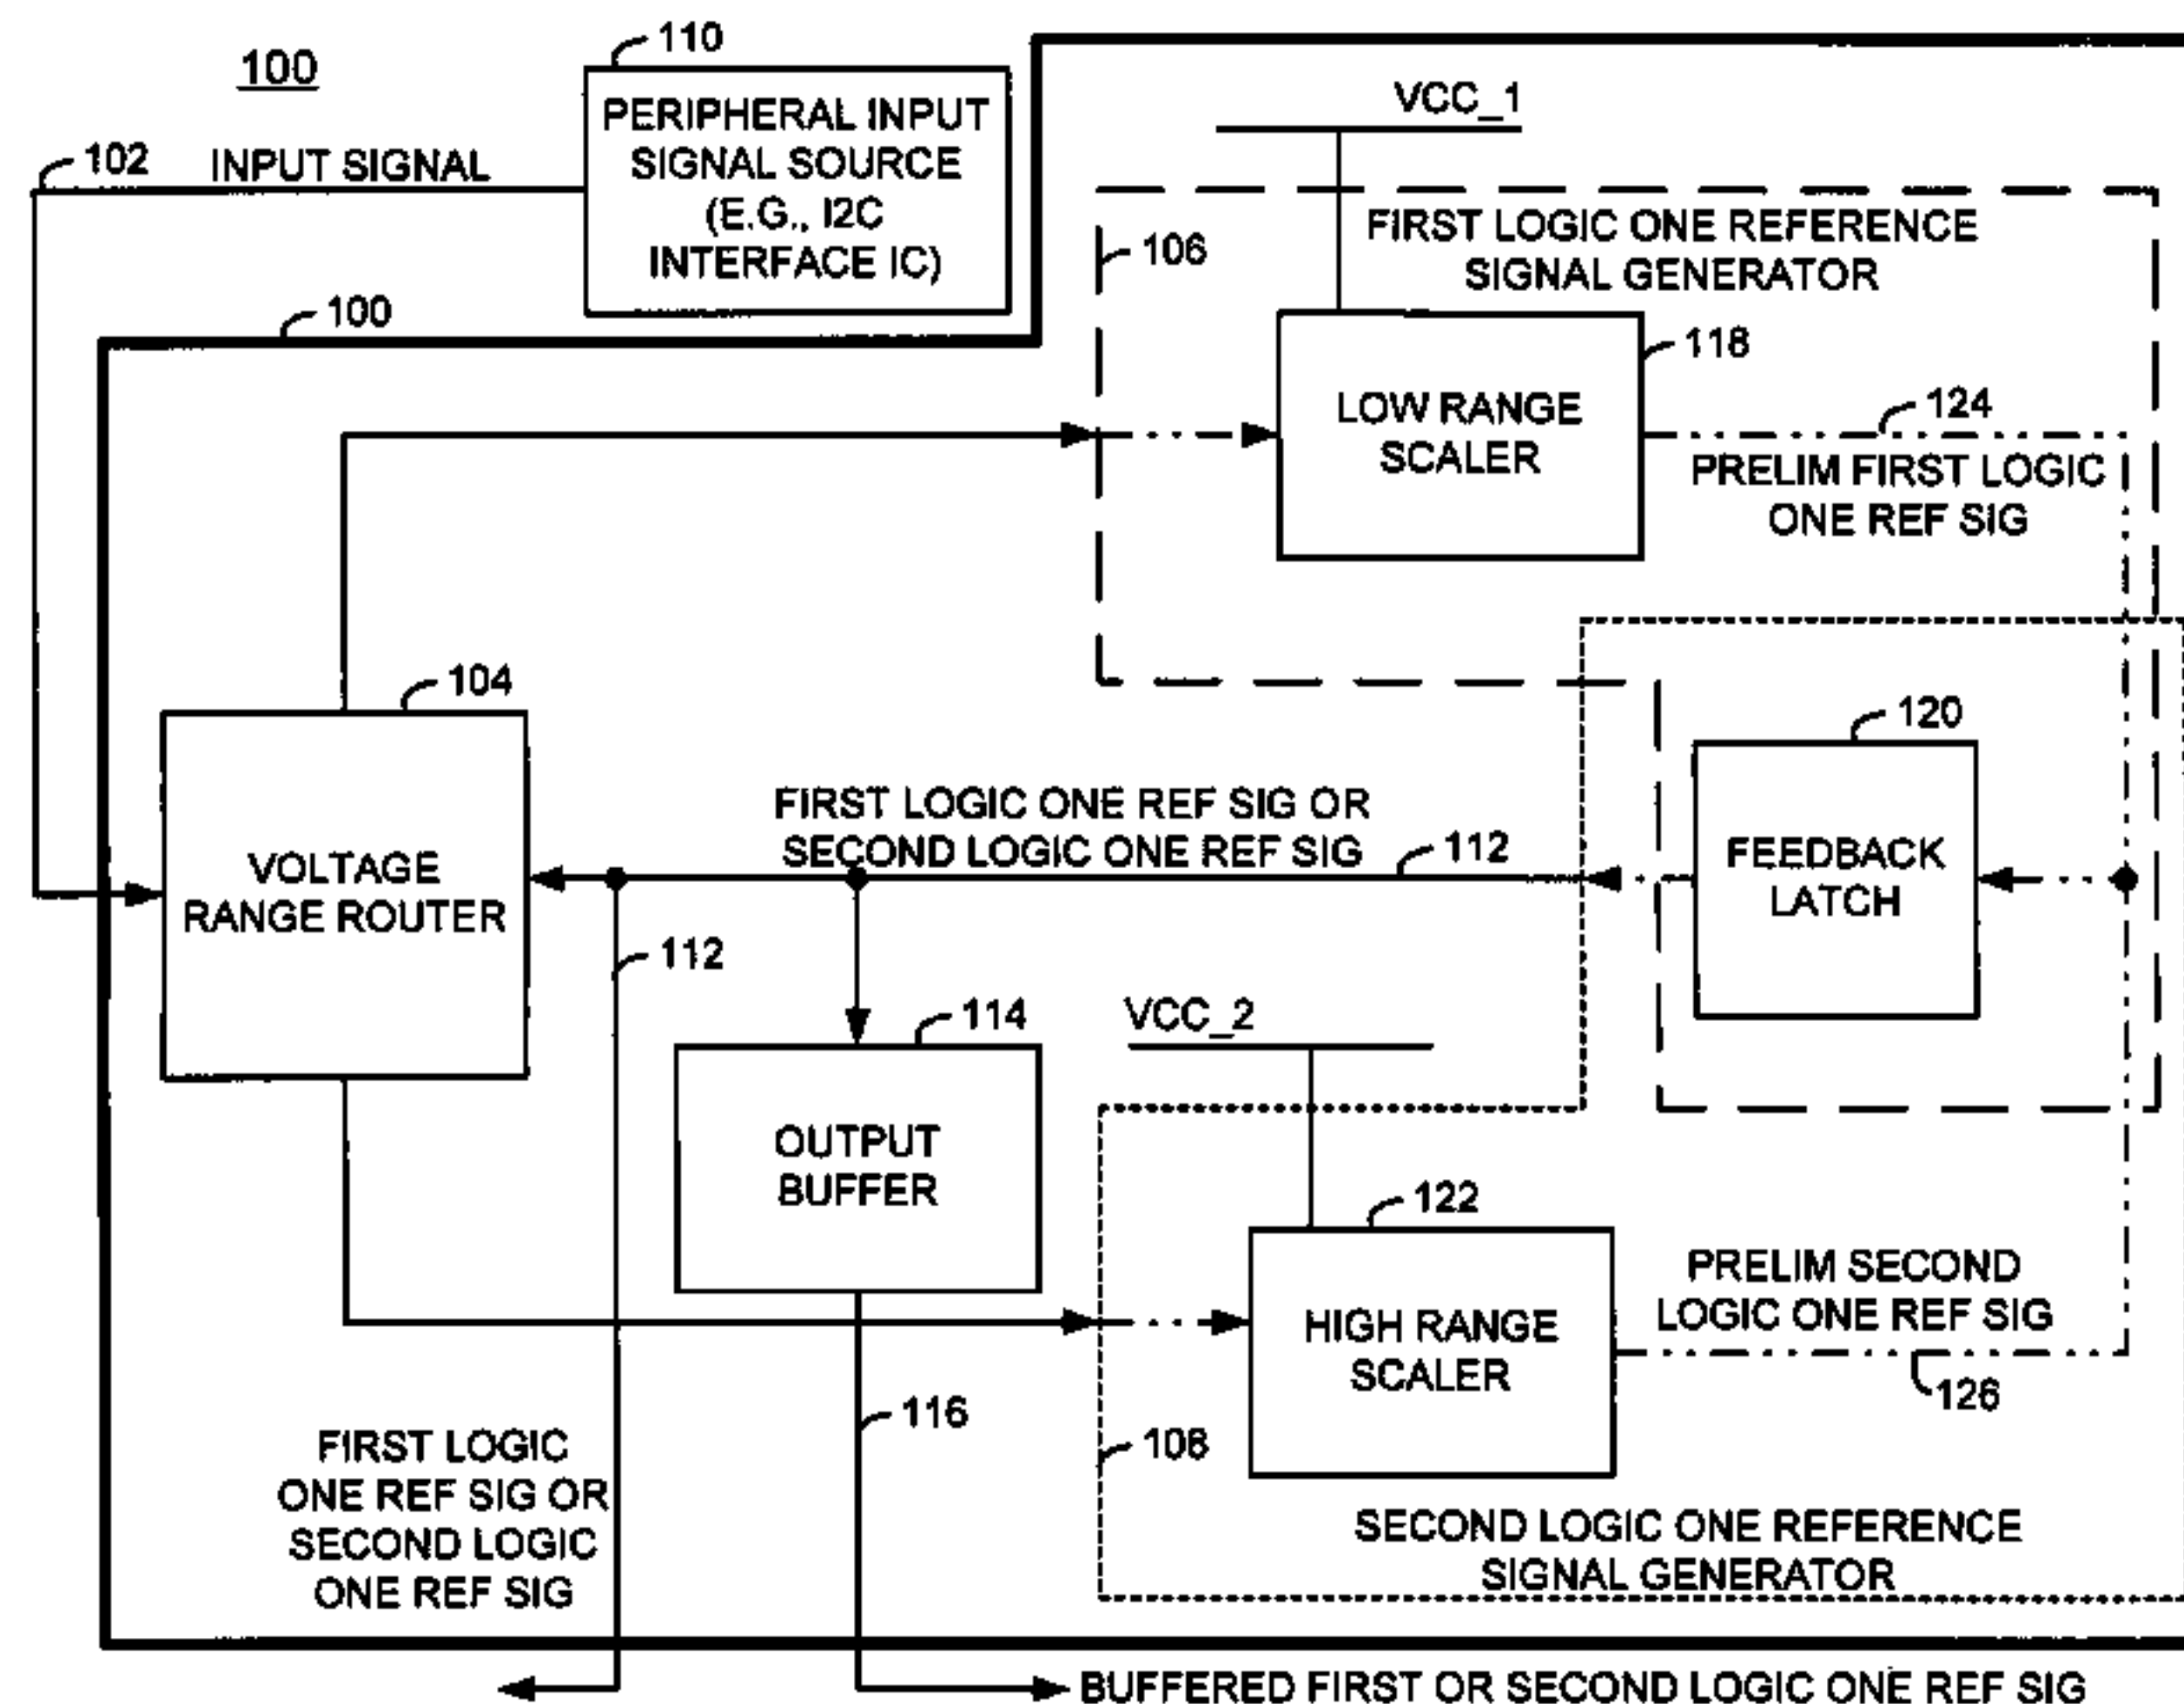 100
110
PERIPHERAL INPUT
SIGNAL SOURCE
(E.G., I2C
INTERFACE IC)
102
INPUT SIGNAL
100
VCC_1
106
FIRST LOGIC ONE REFERENCE
SIGNAL GENERATOR
118
LOW RANGE
SCALER
124
PRELIM FIRST LOGIC
ONE REF SIG
104
VOLTAGE
RANGE ROUTER
FIRST LOGIC ONE REF SIG OR
SECOND LOGIC ONE REF SIG
112
120
FEEDBACK
LATCH
112
114
OUTPUT
BUFFER
VCC_2
122
HIGH RANGE
SCALER
PRELIM SECOND
LOGIC ONE REF SIG
126
116
108
FIRST LOGIC
ONE REF SIG OR
SECOND LOGIC
ONE REF SIG
SECOND LOGIC ONE REFERENCE
SIGNAL GENERATOR
BUFFERED FIRST OR SECOND LOGIC ONE REF SIG